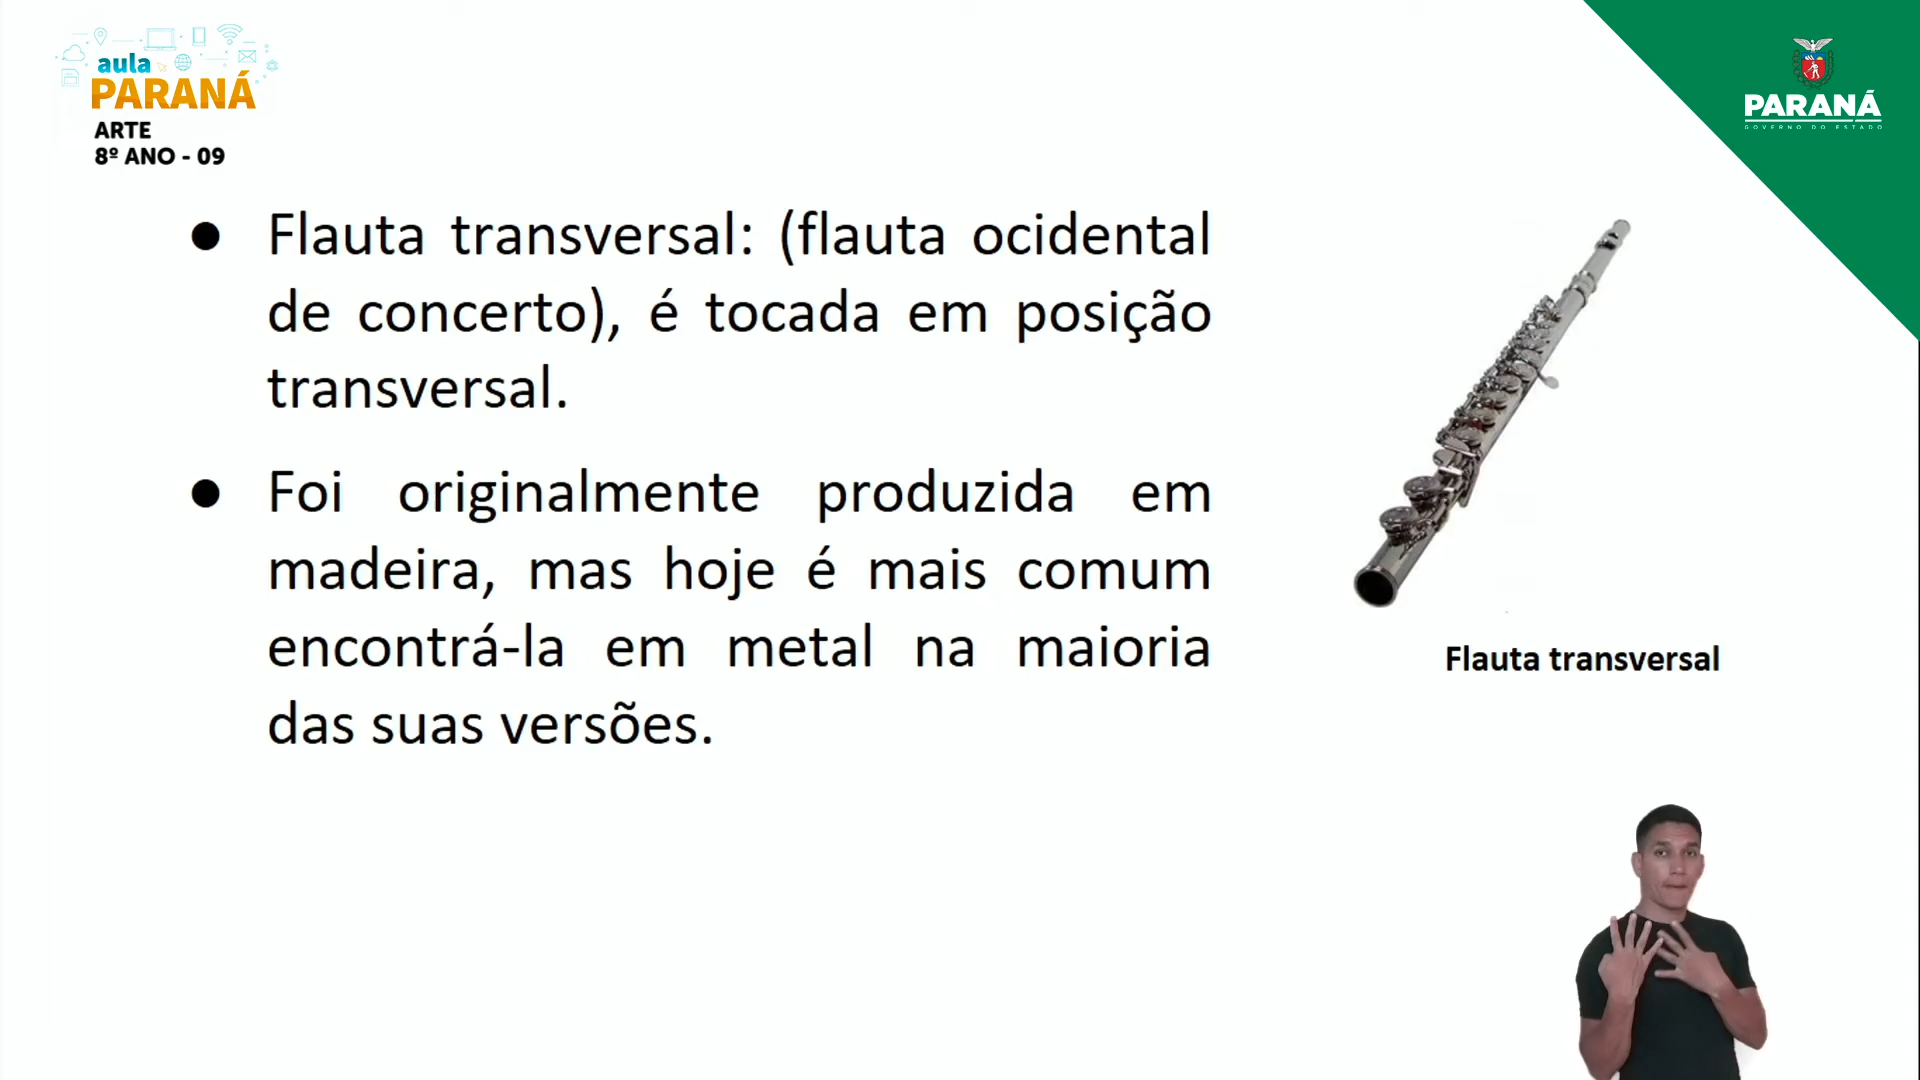 aula
PARANÁ
ARTE
8º ANO - 09
PARANÁ
GOVERNO DO ESTADO
● Flauta transversal: (flauta ocidental
de concerto), é tocada em posição
transversal.
● Foi originalmente produzida em
madeira, mas hoje é mais comum
encontrá-la em metal na maioria
das suas versões.
Flauta transversal